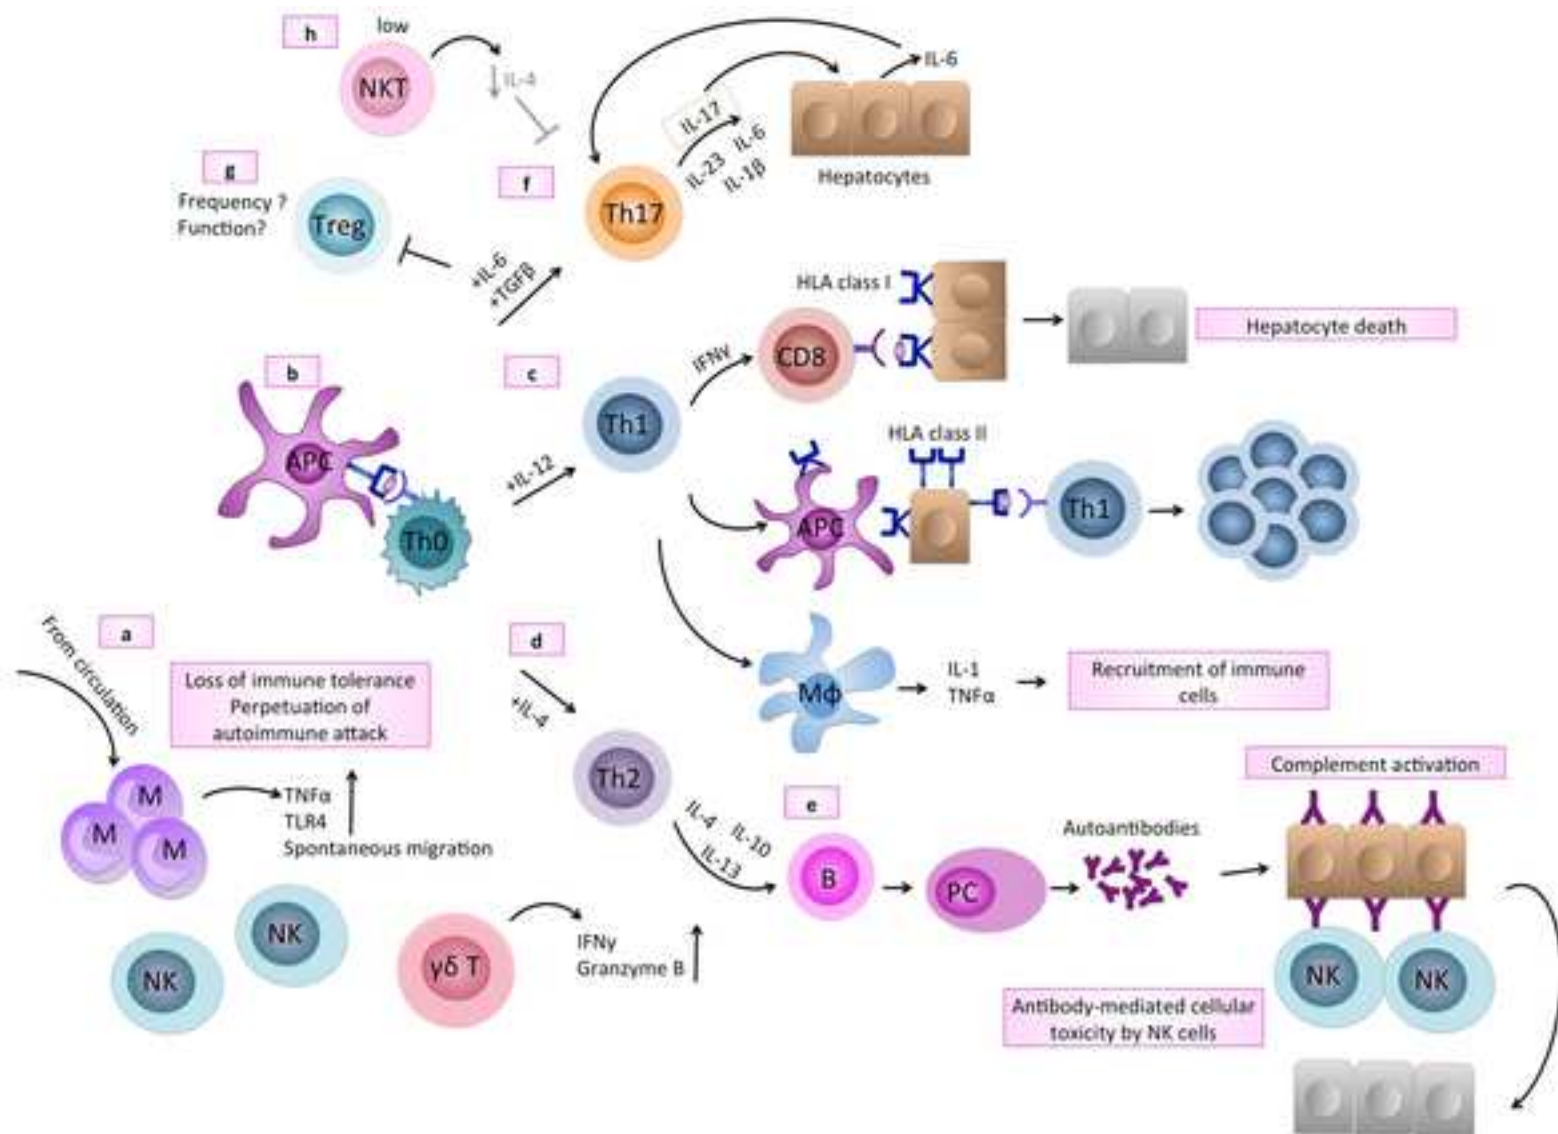 h
low
NKT
IL-4
IL-6
IL-17
IL-6
IL-23
IL-1β
Hepatocytes
g
Frequency ?
Function?
Treg
f
Th17
+IL-6
+TGFβ
HLA class I
CD8
IFNγ
Hepatocyte death
b
APC
Th0
c
Th1
+IL-12
HLA class II
APC
Th1
a
From circulation
Loss of immune tolerance
Perpetuation of
autoimmune attack
M
M
M
TNFα
TLR4
Spontaneous migration
d
+IL-4
Th2
Mφ
IL-1
TNFα
Recruitment of immune
cells
IL-4
IL-10
IL-13
e
B
PC
Autoantibodies
Complement activation
NK
NK
γδ T
IFNγ
Granzyme B
NK
NK
Antibody-mediated cellular
toxicity by NK cells